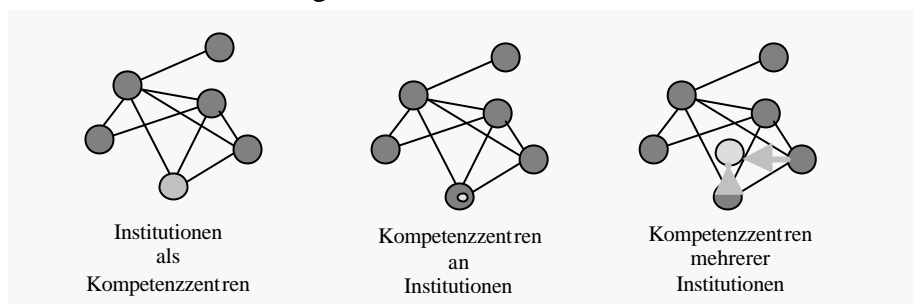 Institutionen
als
Kompetenzzentren
Kompetenzzentren
an
Institutionen
Kompetenzzentren
mehrerer
Institutionen